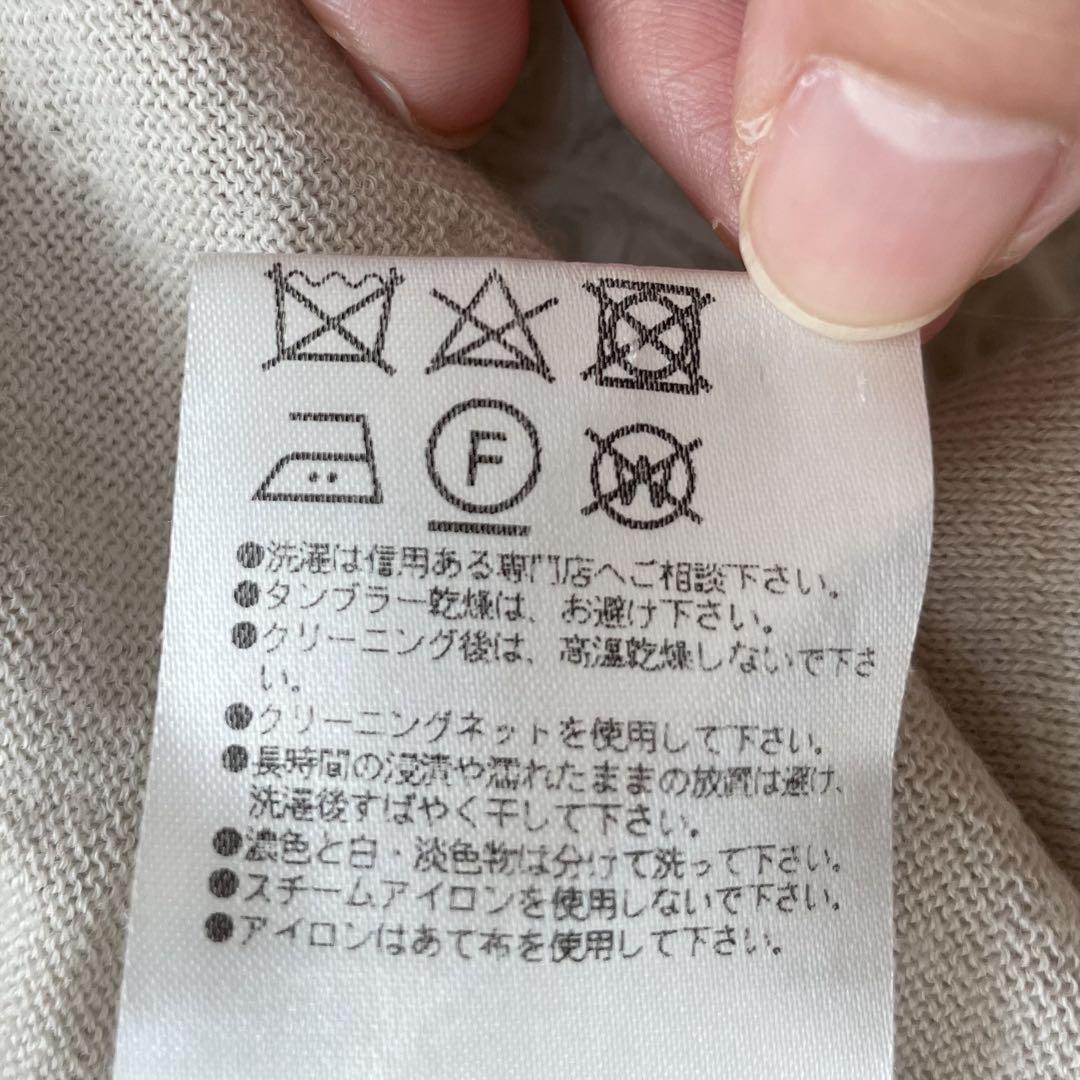 F
W
●洗濯は信用ある専門店へご相談下さい。
●タンブラー乾燥は、お避け下さい。
●クリーニング後は、高温乾燥しないで下さ
い。
●クリーニングネットを使用して下さい。
●長時間の浸漬や濡れたままの放置は避け、
洗濯後すばやく干して下さい。
●濃色と白・淡色物は分けて洗って下さい。
●スチームアイロンを使用しないで下さい。
●アイロンはあて布を使用して下さい。